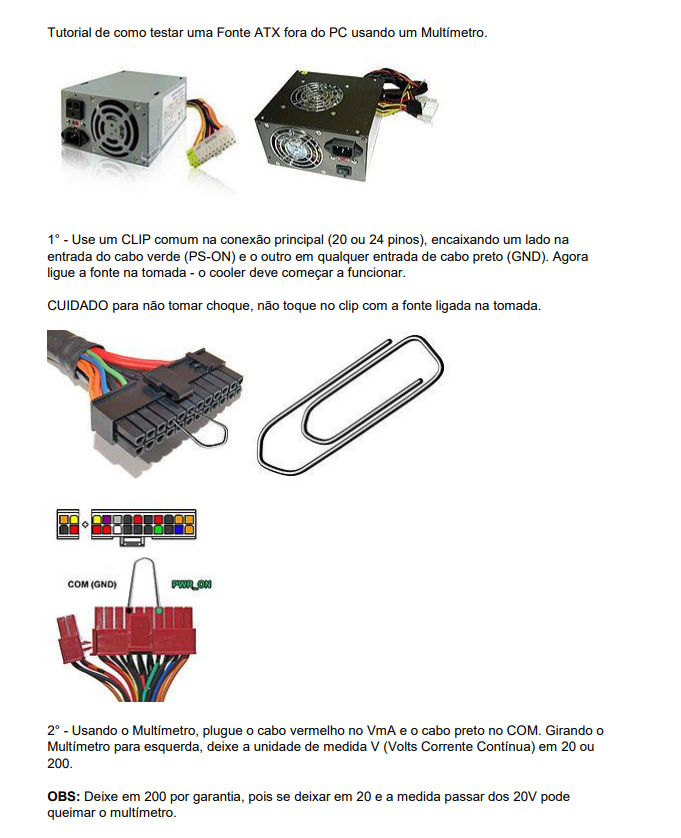 Tutorial de como testar uma Fonte ATX fora do PC usando um Multímetro.
1° - Use um CLIP comum na conexão principal (20 ou 24 pinos), encaixando um lado na
entrada do cabo verde (PS-ON) e o outro em qualquer entrada de cabo preto (GND). Agora
ligue a fonte na tomada - o cooler deve começar a funcionar.
CUIDADO para não tomar choque, não toque no clip com a fonte ligada na tomada.
COM (GND) PWR_ON
2° - Usando o Multímetro, plugue o cabo vermelho no VmA e o cabo preto no COM. Girando o
Multímetro para esquerda, deixe a unidade de medida V (Volts Corrente Contínua) em 20 ou
200.
OBS: Deixe em 200 por garantia, pois se deixar em 20 e a medida passar dos 20V pode
queimar o multímetro.